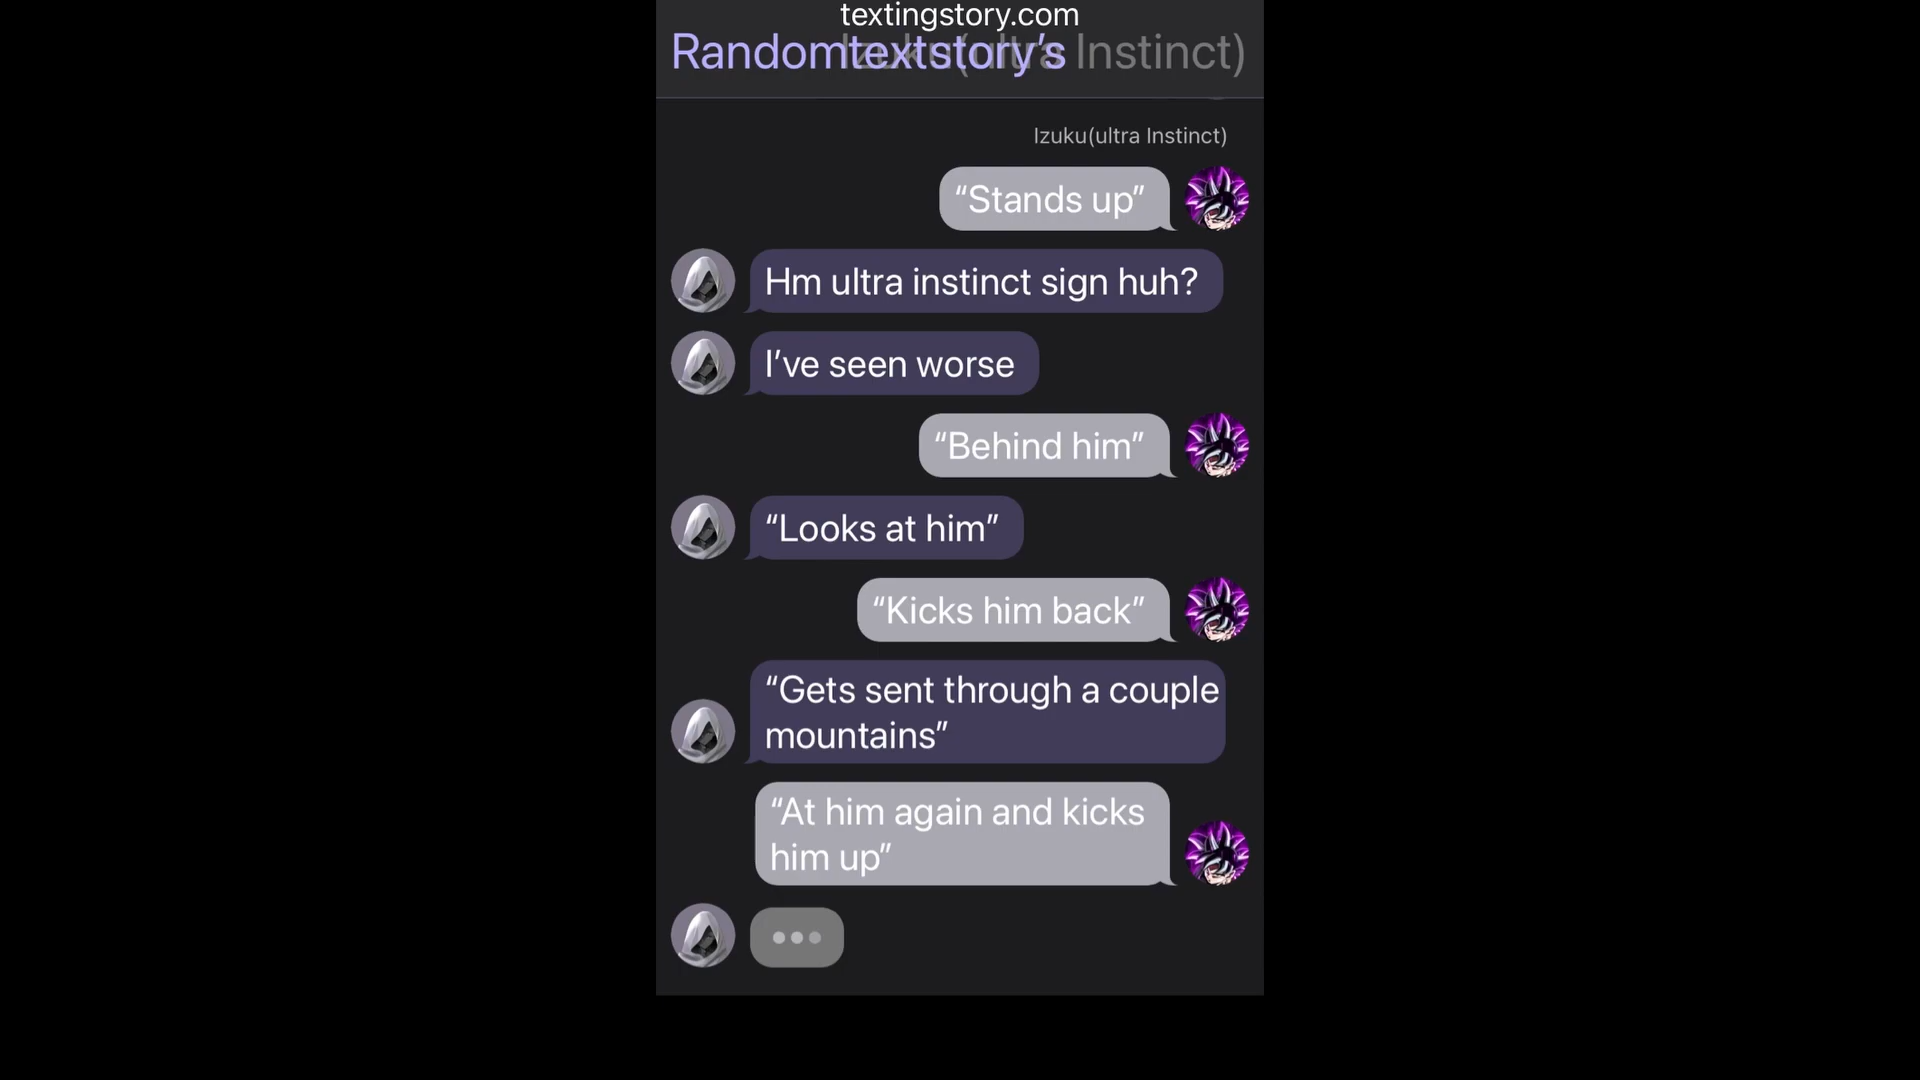 textingstory.com
Randomtextstory’s
Izuku(ultra Instinct)
Izuku(ultra Instinct)
“Stands up”
Hm ultra instinct sign huh?
I’ve seen worse
“Behind him”
“Looks at him”
“Kicks him back”
“Gets sent through a couple
mountains”
“At him again and kicks
him up”